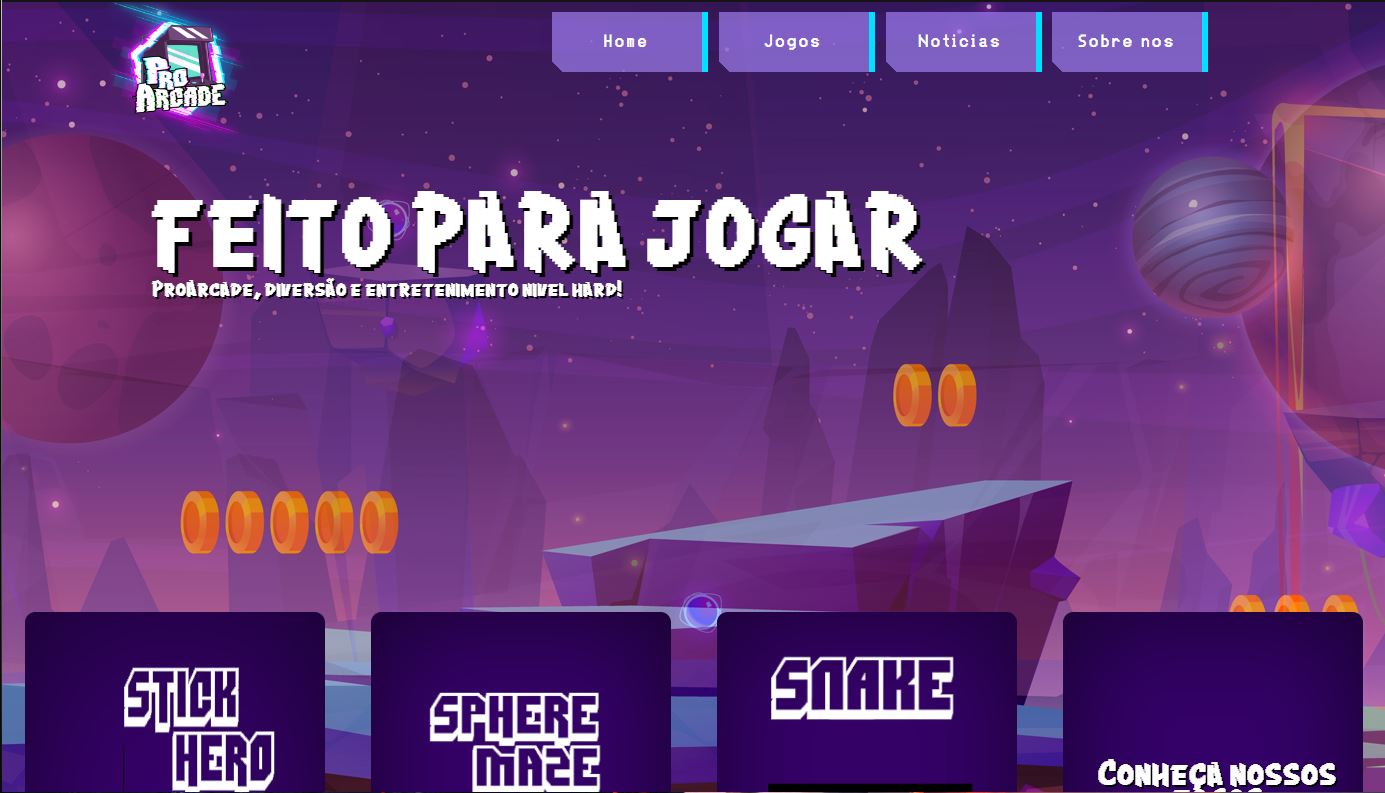 PRO
ARCADE
Home
Jogos
Noticias
Sobre nos
FEITO PARA JOGAR
PROARCADE, DIVERSÃO E ENTRETENIMENTO NIVEL HARD!
STICK
HERO
SPHERE
MAZE
SNAKE
CONHEÇA NOSSOS